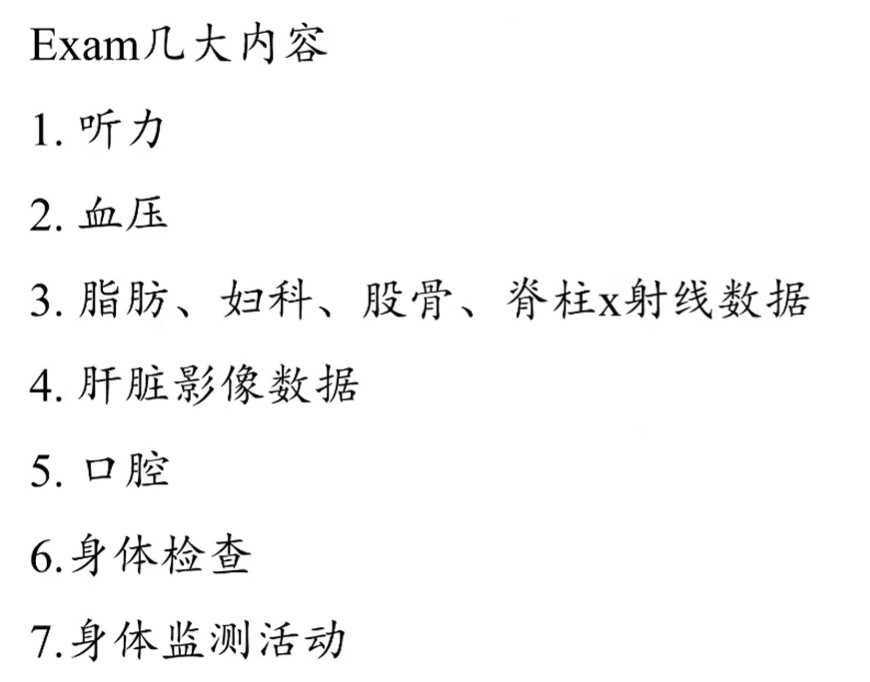 Exam几大内容
1. 听力
2. 血压
3. 脂肪、妇科、股骨、脊柱x射线数据
4. 肝脏影像数据
5. 口腔
6.身体检查
7.身体监测活动